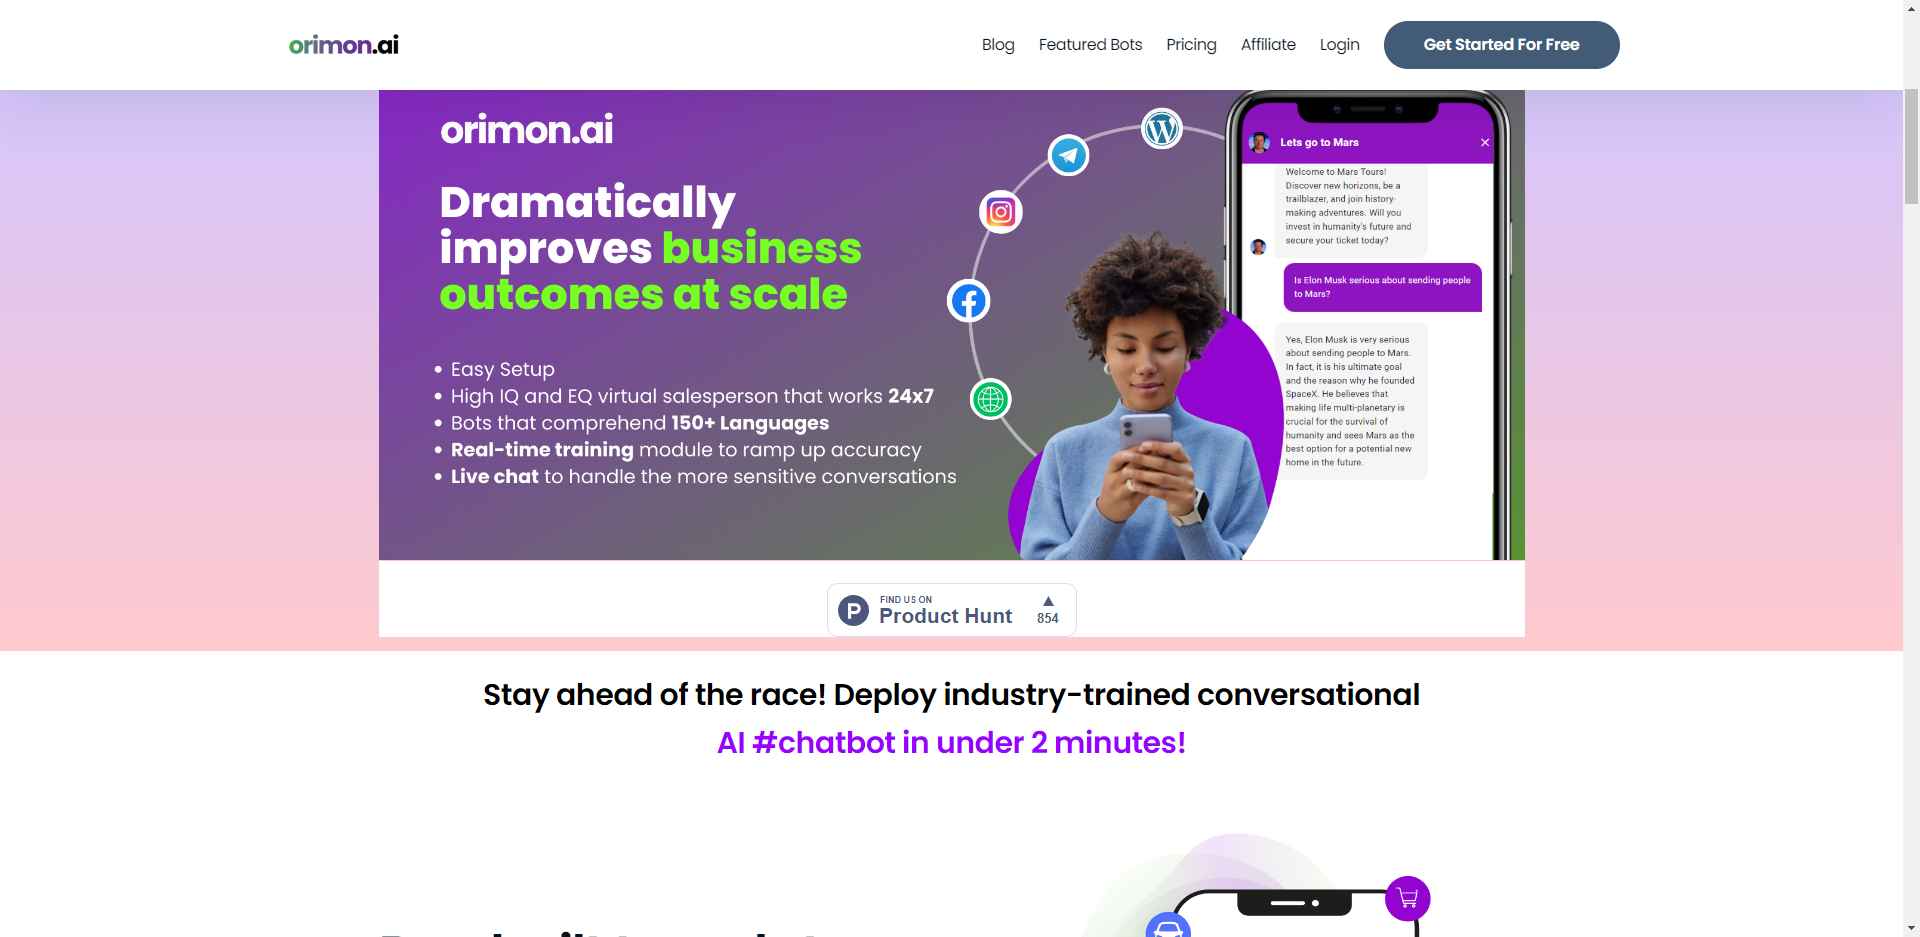 orimon.ai
Blog
Featured Bots
Pricing
Affiliate
Login
Get Started For Free
orimon.ai
Dramatically
improves business
outcomes at scale
• Easy Setup
• High IQ and EQ virtual salesperson that works 24x7
• Bots that comprehend 150+ Languages
• Real-time training module to ramp up accuracy
• Live chat to handle the more sensitive conversations
Lets go to Mars
Welcome to Mars Tours!
Discover new horizons, be a
trailblazer, and join history-
making adventures. Will you
invest in humanity's future and
secure your ticket today?
Is Elon Musk serious about sending people
to Mars?
Yes, Elon Musk is very serious
about sending people to Mars.
In fact, it is his ultimate goal
and the reason why he founded
SpaceX. He believes that
making life multi-planetary is
crucial for the survival of
humanity and sees Mars as the
best option for a potential new
home in the future.
P
FIND US ON
Product Hunt
854
Stay ahead of the race! Deploy industry-trained conversational
AI #chatbot in under 2 minutes!